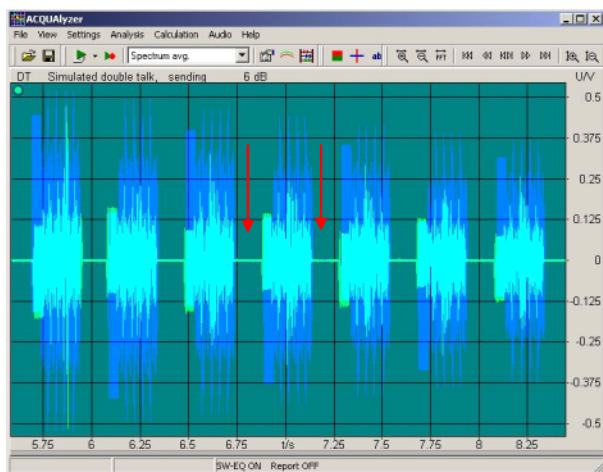 ACQUAlyzer
File View Settings Analysis Calculation Audio Help
Spectrum avg. ab FFT
DT Simulated double talk, sending 6 dB U/V
0.5
0.375
0.25
0.125
0
-0.125
-0.25
-0.375
-0.5
5.75 6 6.25 6.5 6.75 t/s 7.25 7.5 7.75 8 8.25
SW-EQ ON Report OFF